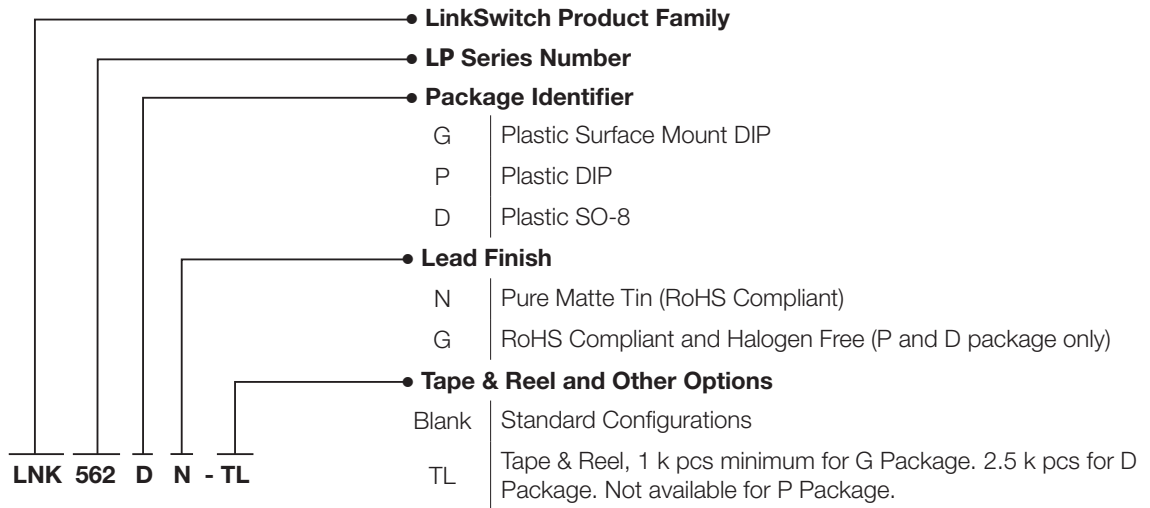 LinkSwitch Product Family
LP Series Number
Package Identifier
G Plastic Surface Mount DIP
P Plastic DIP
D Plastic SO-8
Lead Finish
N Pure Matte Tin (RoHS Compliant)
G RoHS Compliant and Halogen Free (P and D package only)
Tape & Reel and Other Options
Blank Standard Configurations
TL Tape & Reel, 1 k pcs minimum for G Package. 2.5 k pcs for D
Package. Not available for P Package.
LNK 562 D N - TL